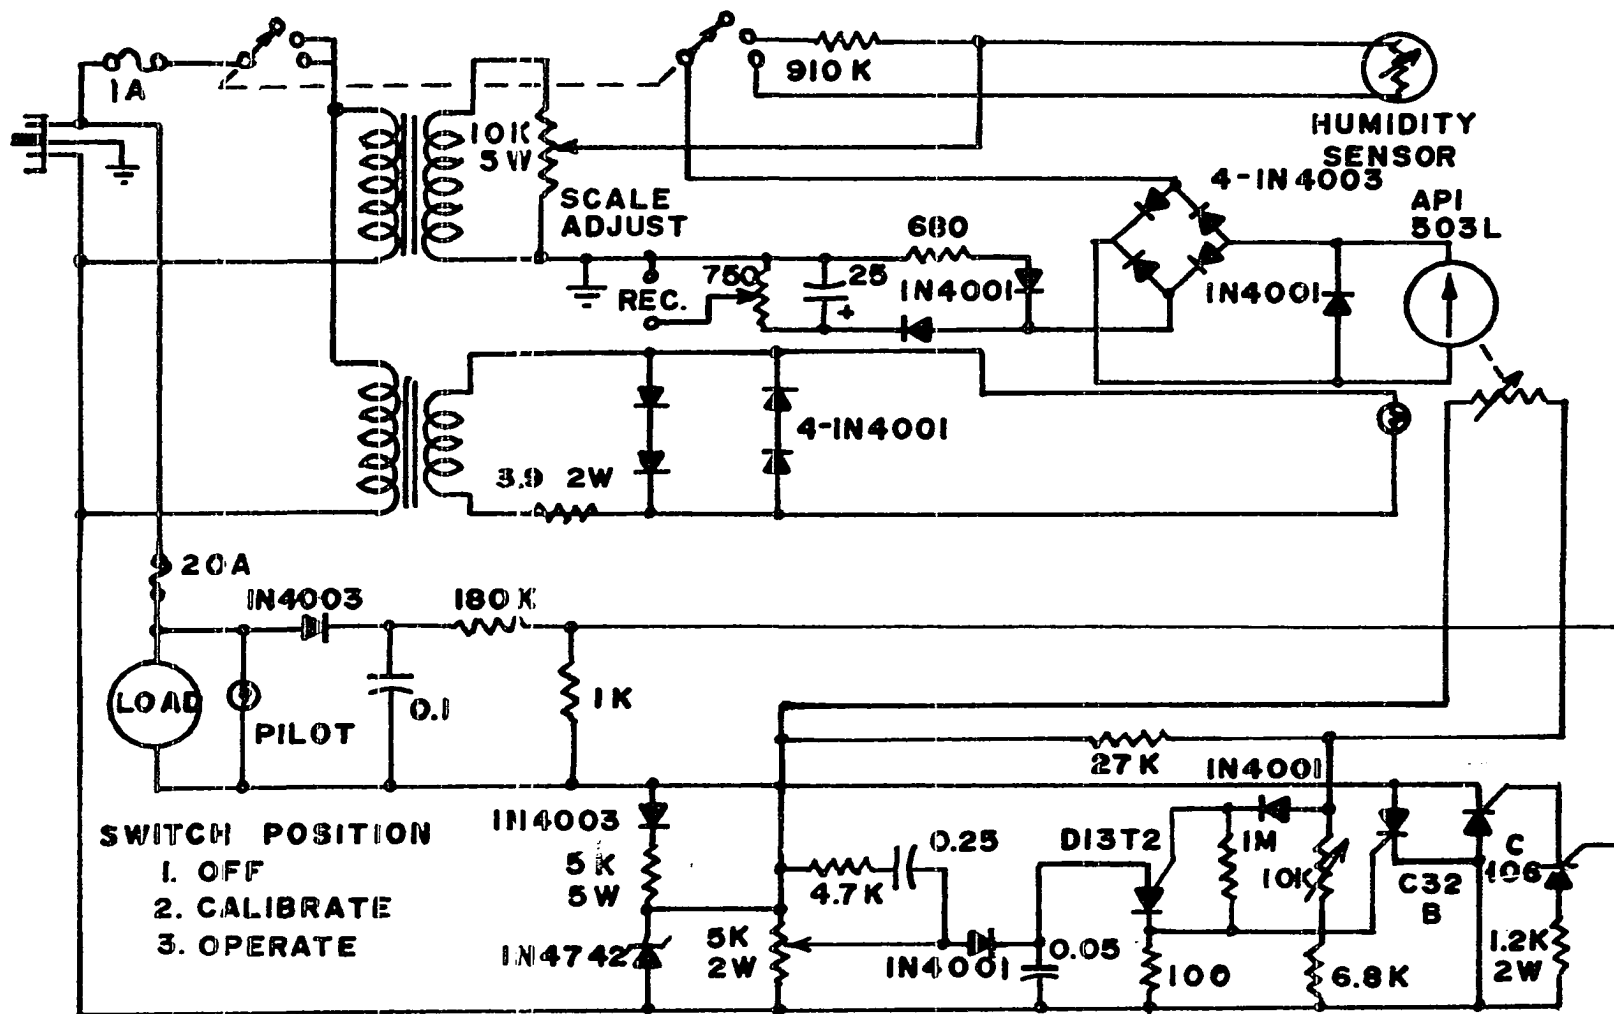 1A
910K
HUMIDITY
SENSOR
10K
5W
4-1N4003
SCALE
ADJUST
API
503L
680
750
25
1N4001
REC.
+
1N4001
4-1N4001
3.9 2W
20A
1N4003
180K
LOAD
0.1
1K
PILOT
27K
1N4001
SWITCH POSITION
1. OFF
2. CALIBRATE
3. OPERATE
1N4003
5K
5W
0.25
4.7K
D13T2
1M
10K
C32
B
C
106
1N4742
5K
2W
1N4001
0.05
100
6.8K
1.2K
2W